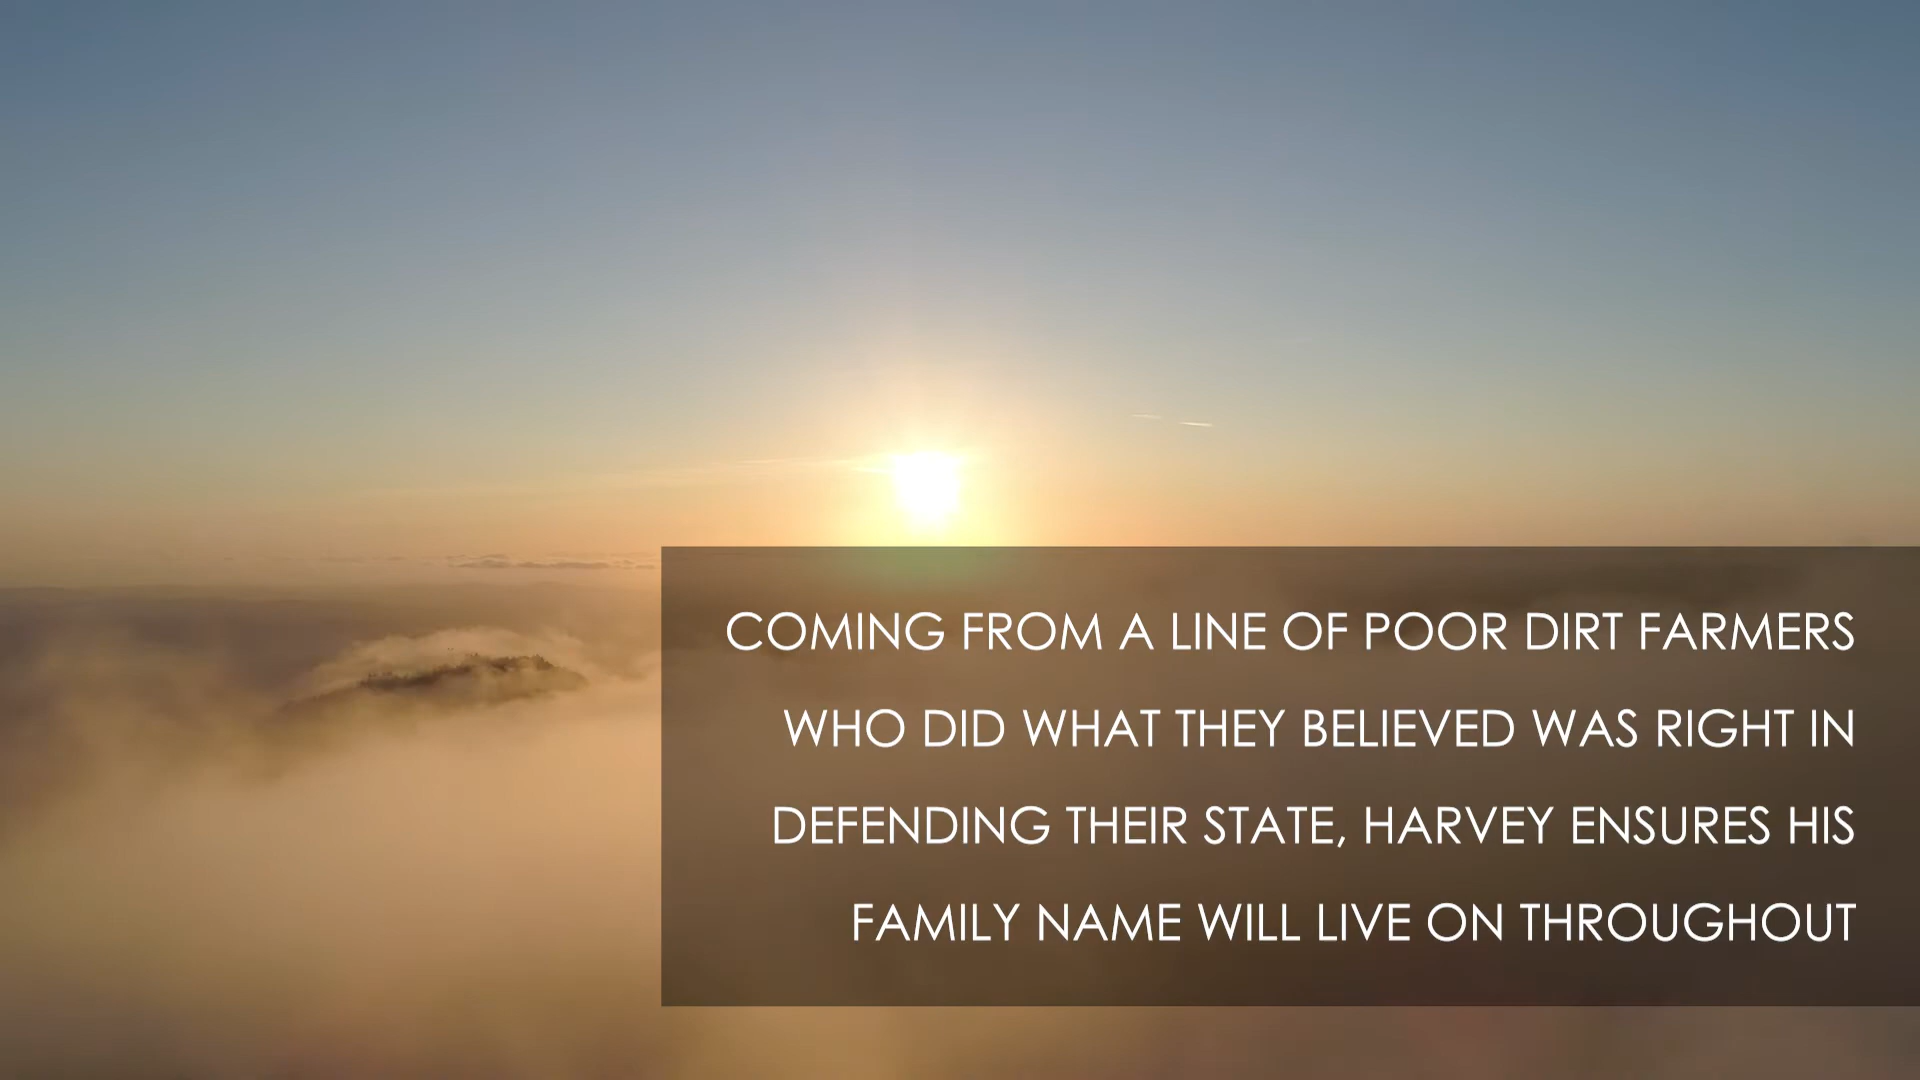 COMING FROM A LINE OF POOR DIRT FARMERS
WHO DID WHAT THEY BELIEVED WAS RIGHT IN
DEFENDING THEIR STATE, HARVEY ENSURES HIS
FAMILY NAME WILL LIVE ON THROUGHOUT